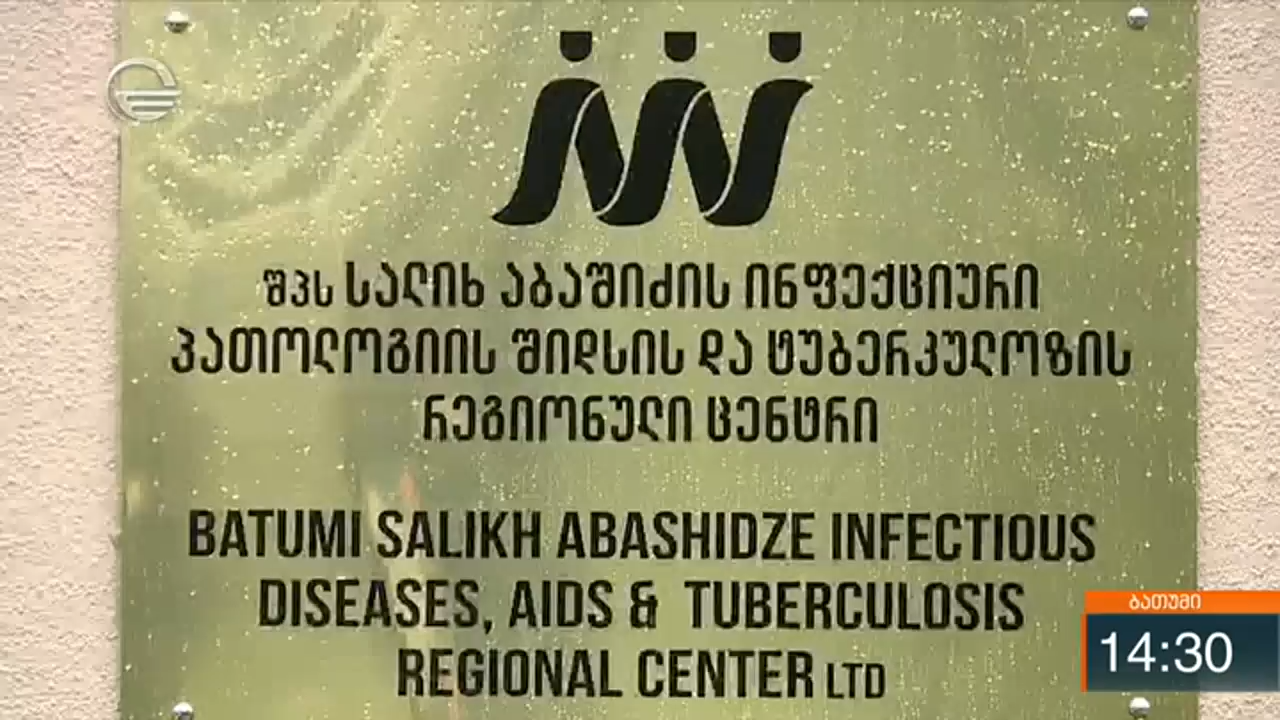 შპს სალიხ აბაშიძის ინფექციური
პათოლოგიის შიდსის და ტუბერკულოზის
რეგიონული ცენტრი
BATUMI SALIKH ABASHIDZE INFECTIOUS
DISEASES, AIDS & TUBERCULOSIS
REGIONAL CENTER LTD
ბათუმი
14:30